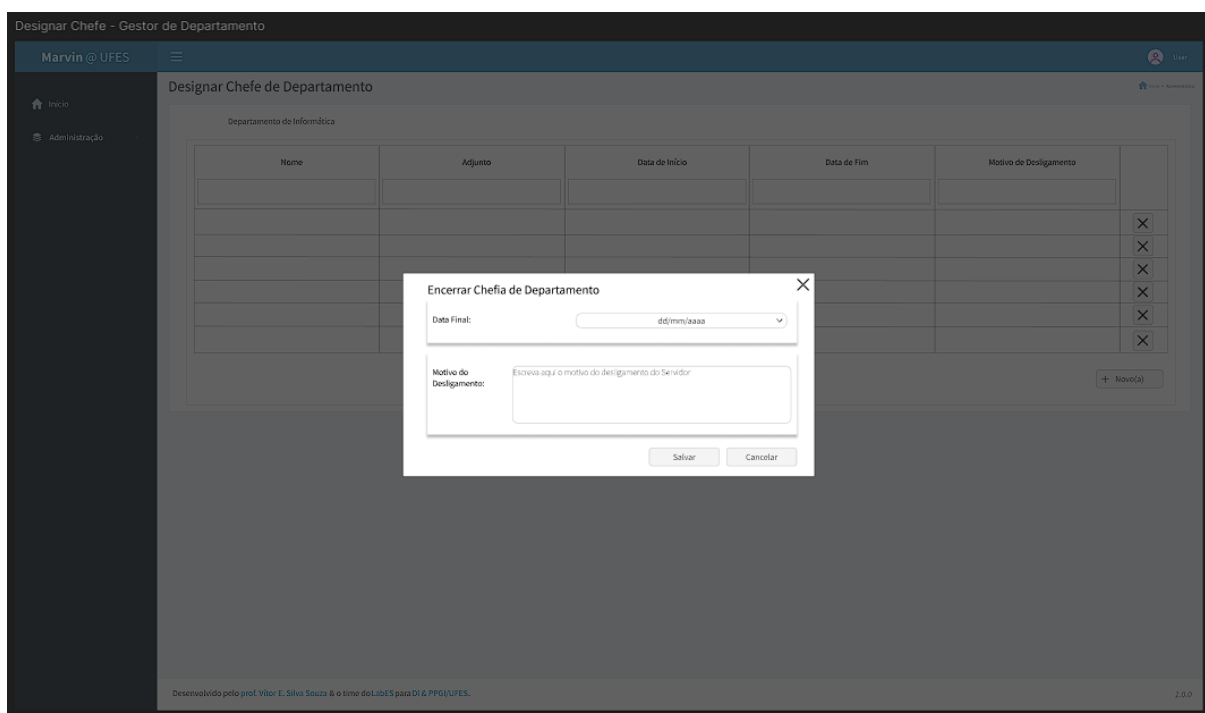 Designar Chefe - Gestor de Departamento
Marvin @ UFES
User
Designar Chefe de Departamento
Início
Departamento de Informática
Administração
Nome Adjunto Data de Início Data de Fim Motivo de Desligamento
Encerrar Chefia de Departamento
Data Final: dd/mm/aaaa
Motivo do
Desligamento:
Escreva aqui o motivo do desligamento do Servidor
+ Novo(a)
Salvar Cancelar
Desenvolvido pelo prof. Vítor E. Silva Souza & o time do LabES para DI & PPGI/UFES. 2.0.0